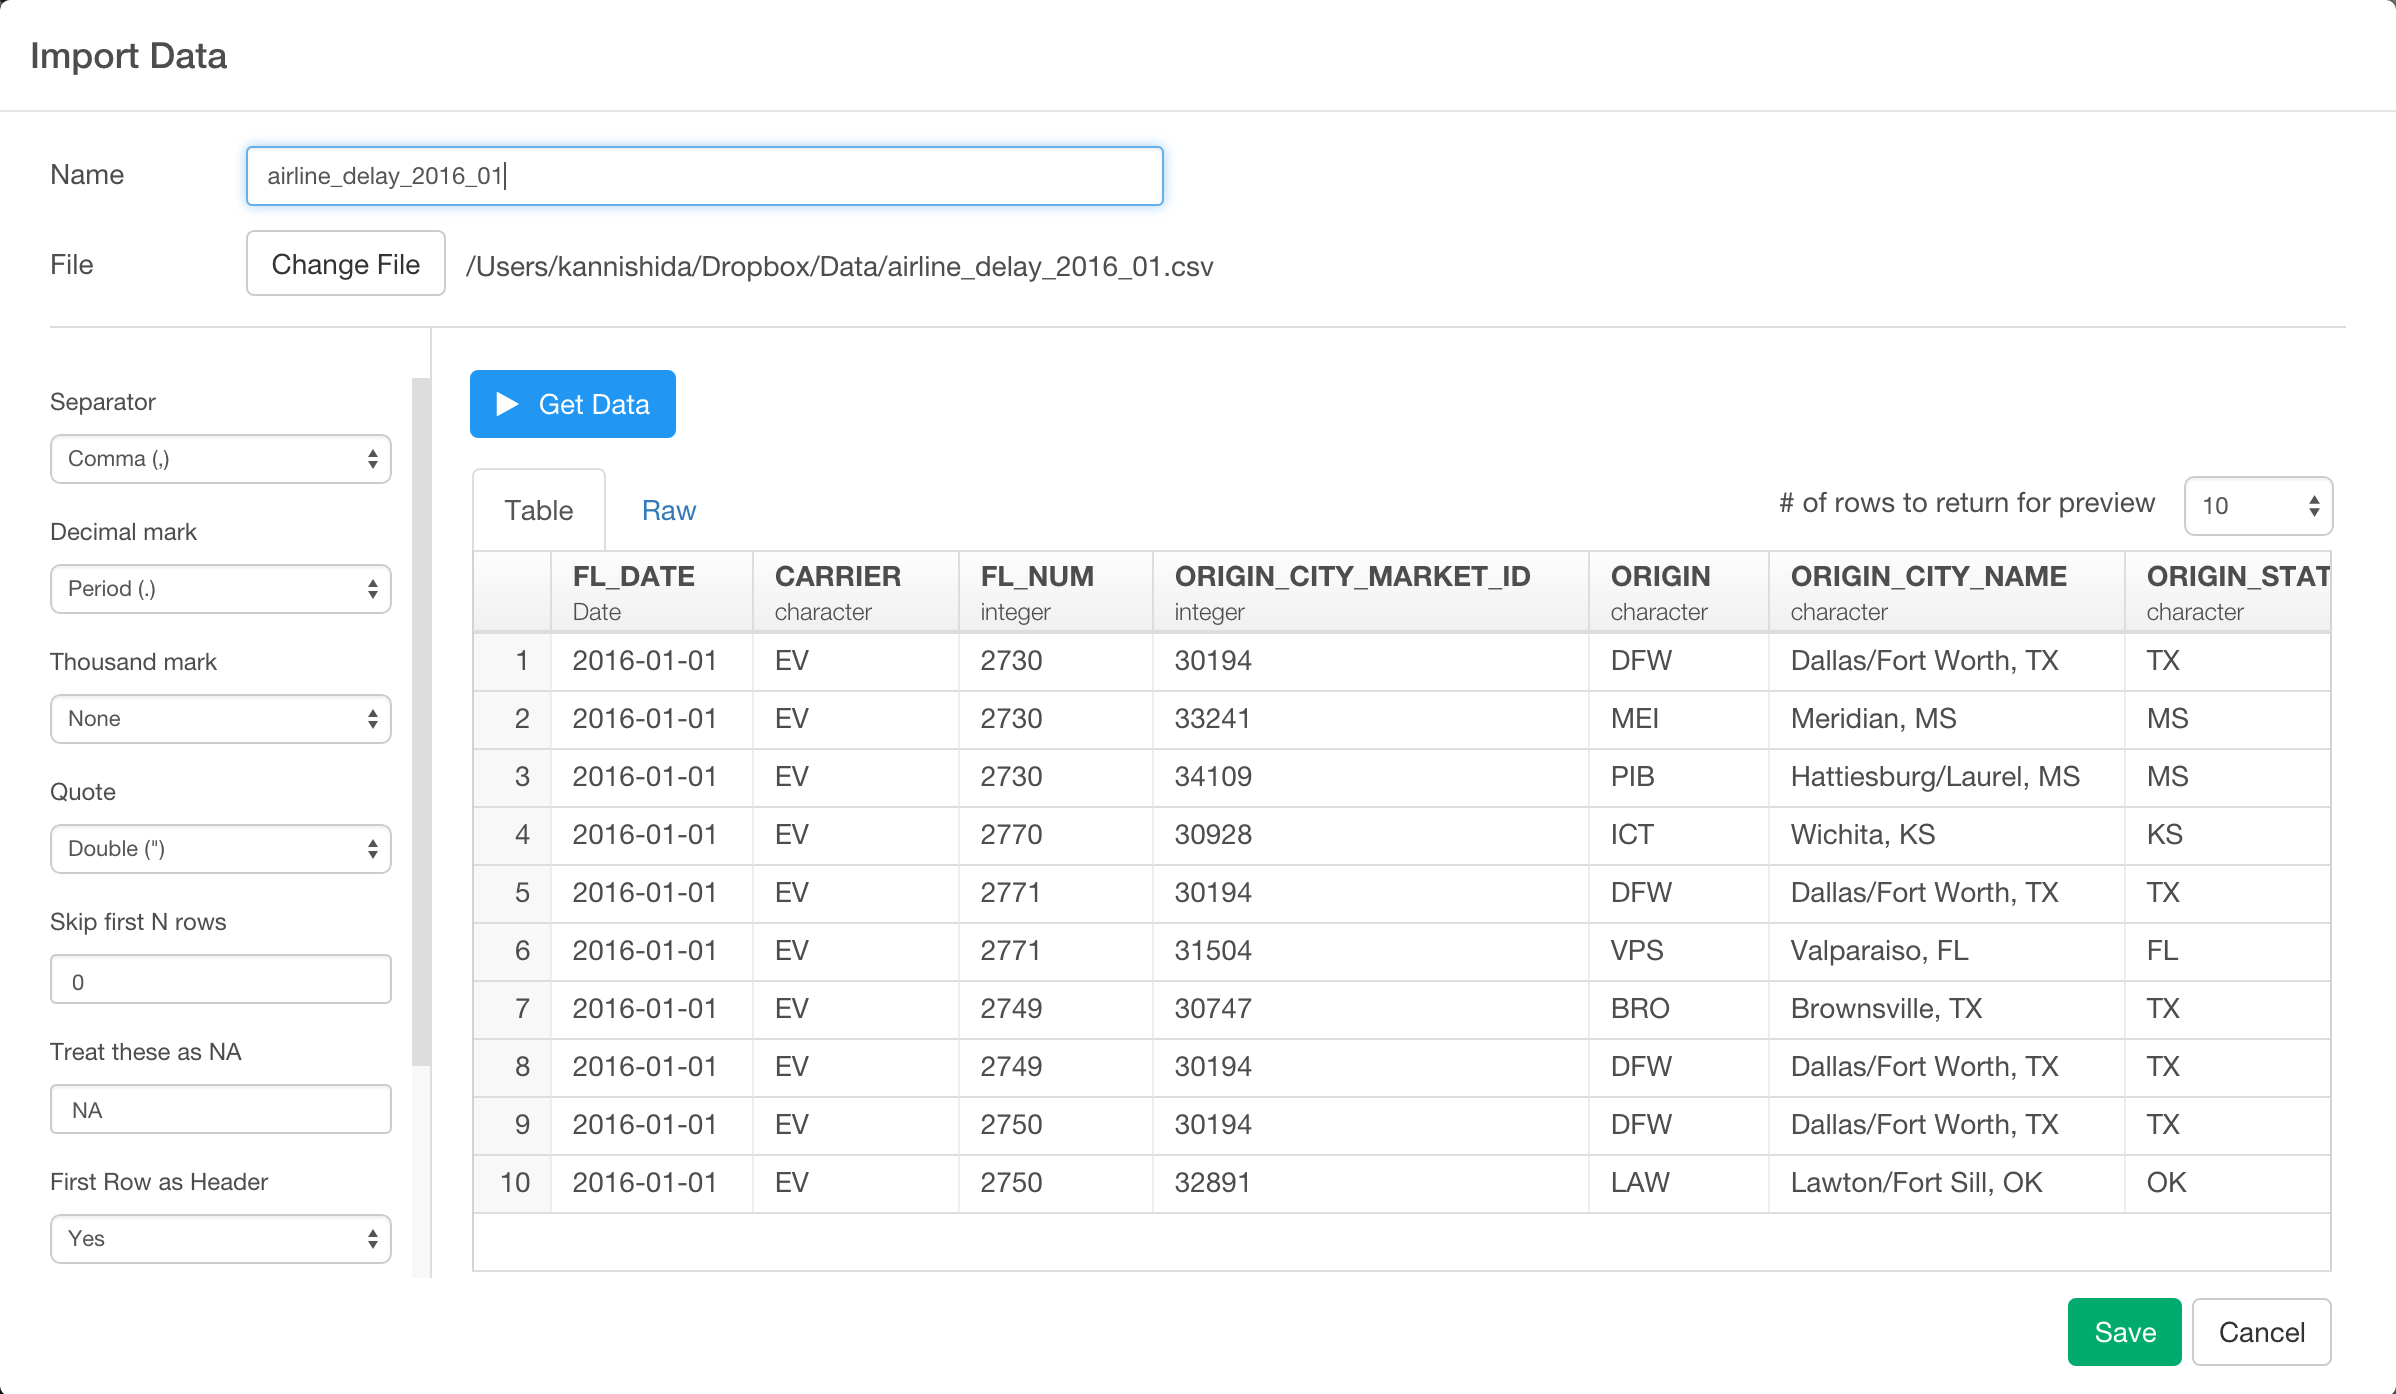 Import Data
Name airline_delay_2016_01
File Change File /Users/kannishida/Dropbox/Data/airline_delay_2016_01.csv
Separator
Comma (,)
Decimal mark
Period (.)
Thousand mark
None
Quote
Double (")
Skip first N rows
0
Treat these as NA
NA
First Row as Header
Yes
Get Data
Table Raw # of rows to return for preview 10
FL_DATE CARRIER FL_NUM ORIGIN_CITY_MARKET_ID ORIGIN ORIGIN_CITY_NAME ORIGIN_STAT
Date character integer integer character character character
1 2016-01-01 EV 2730 30194 DFW Dallas/Fort Worth, TX TX
2 2016-01-01 EV 2730 33241 MEI Meridian, MS MS
3 2016-01-01 EV 2730 34109 PIB Hattiesburg/Laurel, MS MS
4 2016-01-01 EV 2770 30928 ICT Wichita, KS KS
5 2016-01-01 EV 2771 30194 DFW Dallas/Fort Worth, TX TX
6 2016-01-01 EV 2771 31504 VPS Valparaiso, FL FL
7 2016-01-01 EV 2749 30747 BRO Brownsville, TX TX
8 2016-01-01 EV 2749 30194 DFW Dallas/Fort Worth, TX TX
9 2016-01-01 EV 2750 30194 DFW Dallas/Fort Worth, TX TX
10 2016-01-01 EV 2750 32891 LAW Lawton/Fort Sill, OK OK
Save Cancel